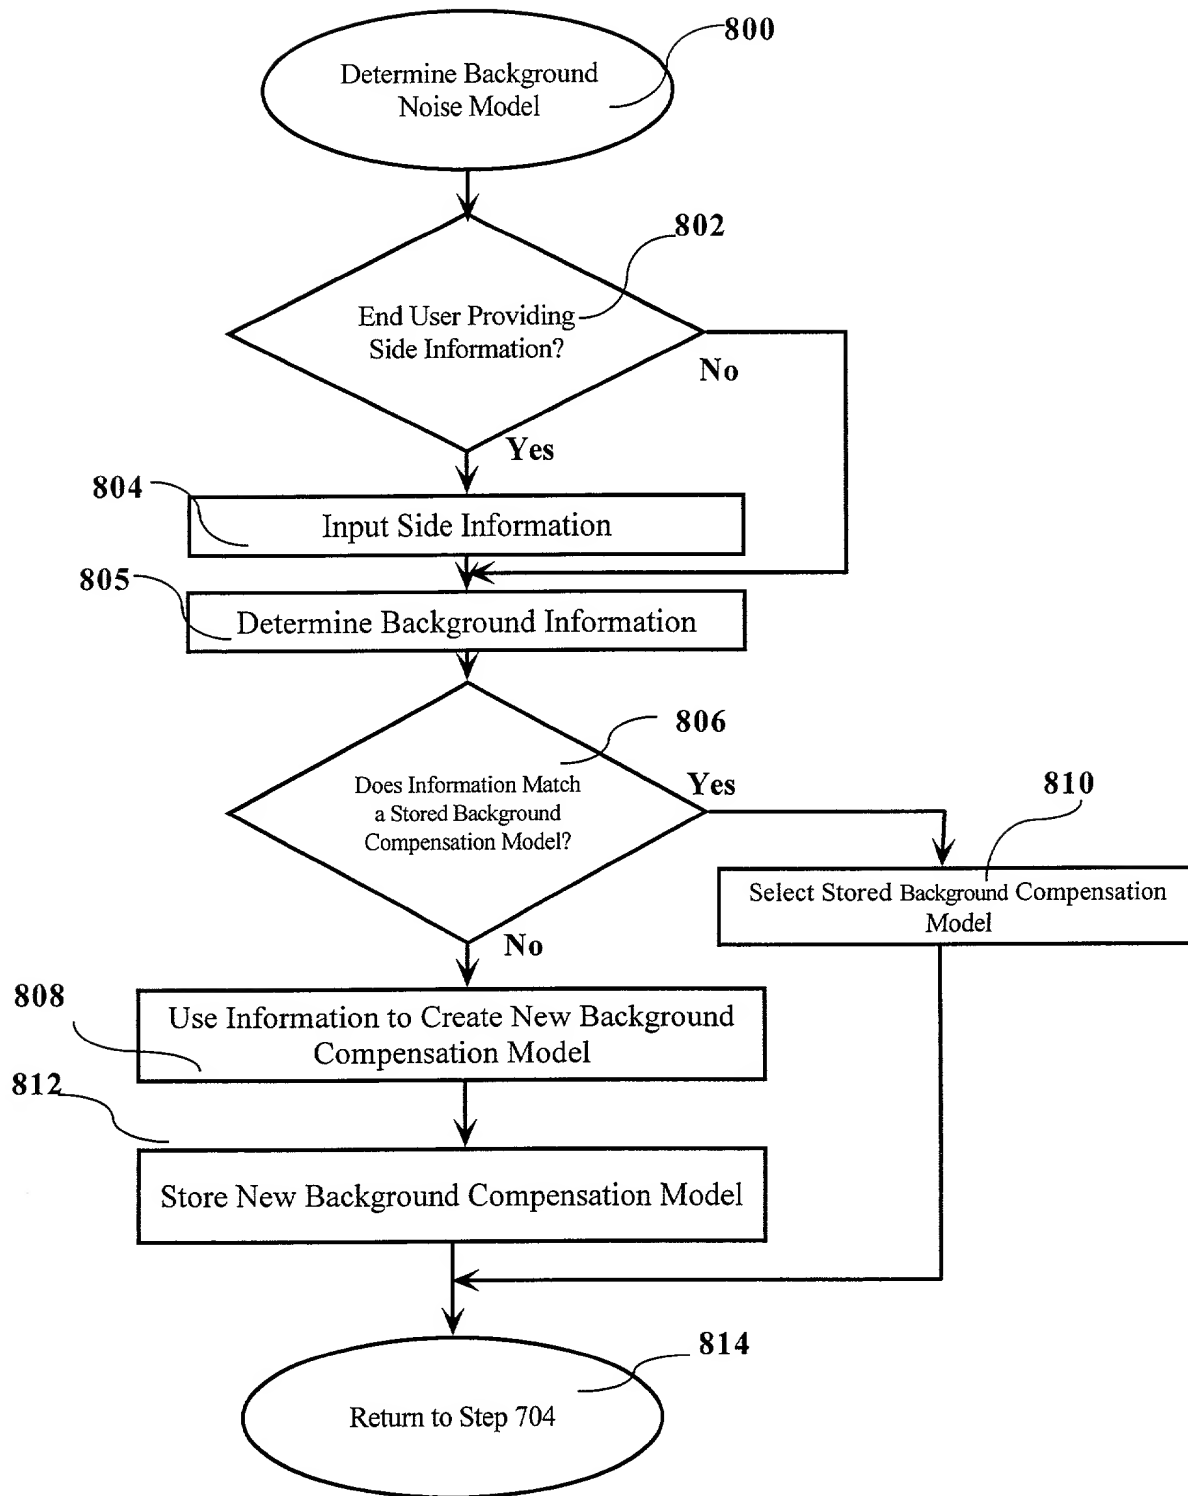 800
Determine Background
Noise Model
802
End User Providing
Side Information?
No
Yes
804
Input Side Information
805
Determine Background Information
806
Does Information Match
a Stored Background
Compensation Model?
Yes
810
Select Stored Background Compensation
Model
No
808
Use Information to Create New Background
Compensation Model
812
Store New Background Compensation Model
814
Return to Step 704